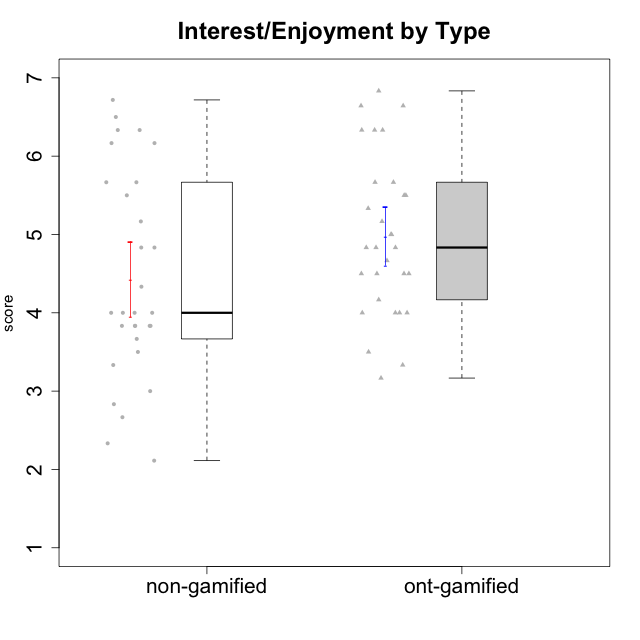 Interest/Enjoyment by Type
7
6
5
4
3
2
1
score
non-gamified
ont-gamified